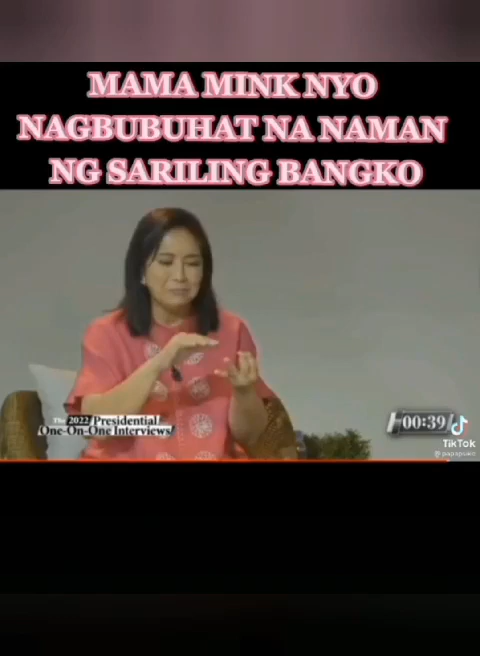 MAMA MINK NYO
NAGBUBUHAT NA NAMAN
NG SARILING BANGKO
The 2022 Presidential
One-On-One Interviews
00:39
TikTok
@papapsiko